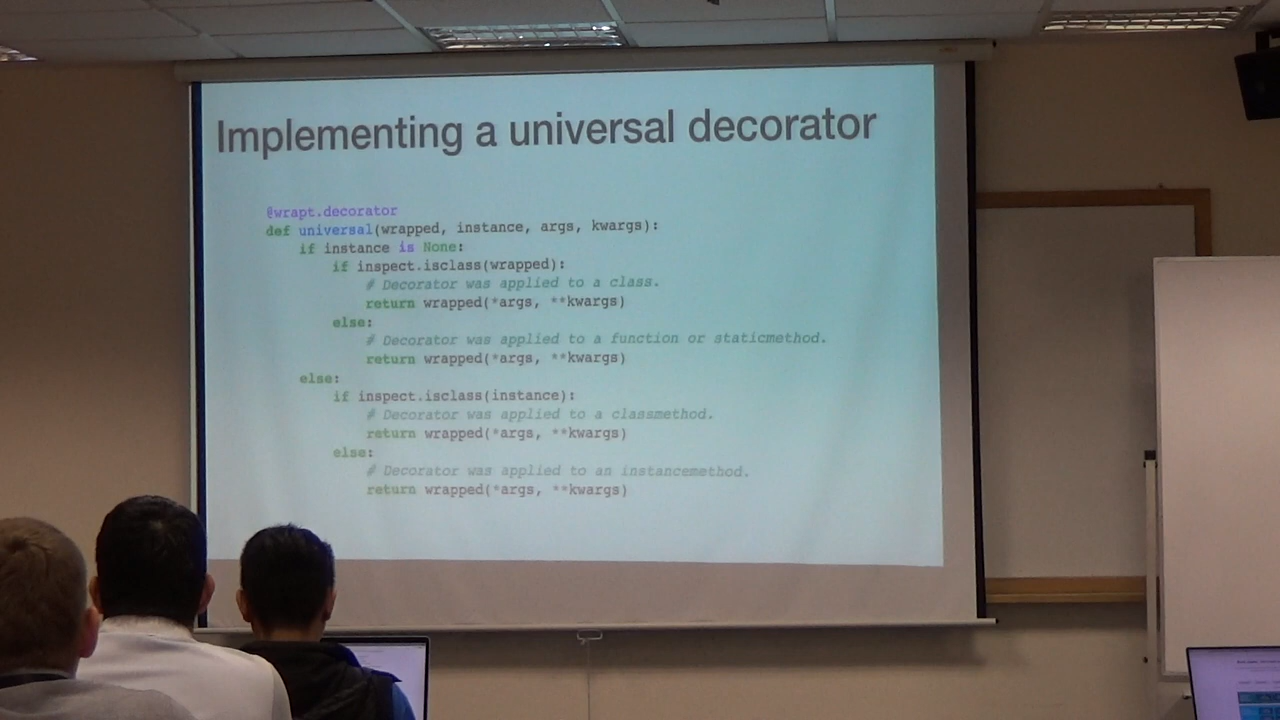 Implementing a universal decorator
@wrapt.decorator
def universal(wrapped, instance, args, kwargs):
    if instance is None:
        if inspect.isclass(wrapped):
            # Decorator was applied to a class.
            return wrapped(*args, **kwargs)
        else:
            # Decorator was applied to a function or staticmethod.
            return wrapped(*args, **kwargs)
    else:
        if inspect.isclass(instance):
            # Decorator was applied to a classmethod.
            return wrapped(*args, **kwargs)
        else:
            # Decorator was applied to an instancemethod.
            return wrapped(*args, **kwargs)